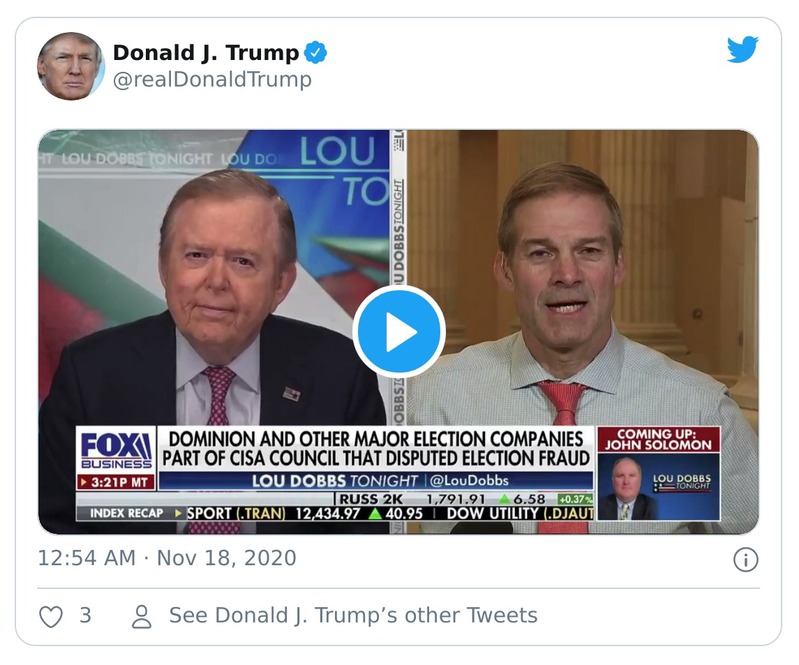 Donald J. Trump
@realDonaldTrump
HT LOU DOBBS TONIGHT LOU DO
LOU
TO
U DOBBS TONIGHT
OBBS
DOMINION AND OTHER MAJOR ELECTION COMPANIES
PART OF CISA COUNCIL THAT DISPUTED ELECTION FRAUD
FOX
BUSINESS
3:21P MT
LOU DOBBS TONIGHT | @LouDobbs
COMING UP:
JOHN SOLOMON
LOU DOBBS
TONIGHT
RUSS 2K 1,791.91 ▲ 6.58 +0.37%
INDEX RECAP ▶ SPORT (.TRAN) 12,434.97 ▲ 40.95 | DOW UTILITY (.DJAUT
12:54 AM · Nov 18, 2020
3 See Donald J. Trump’s other Tweets